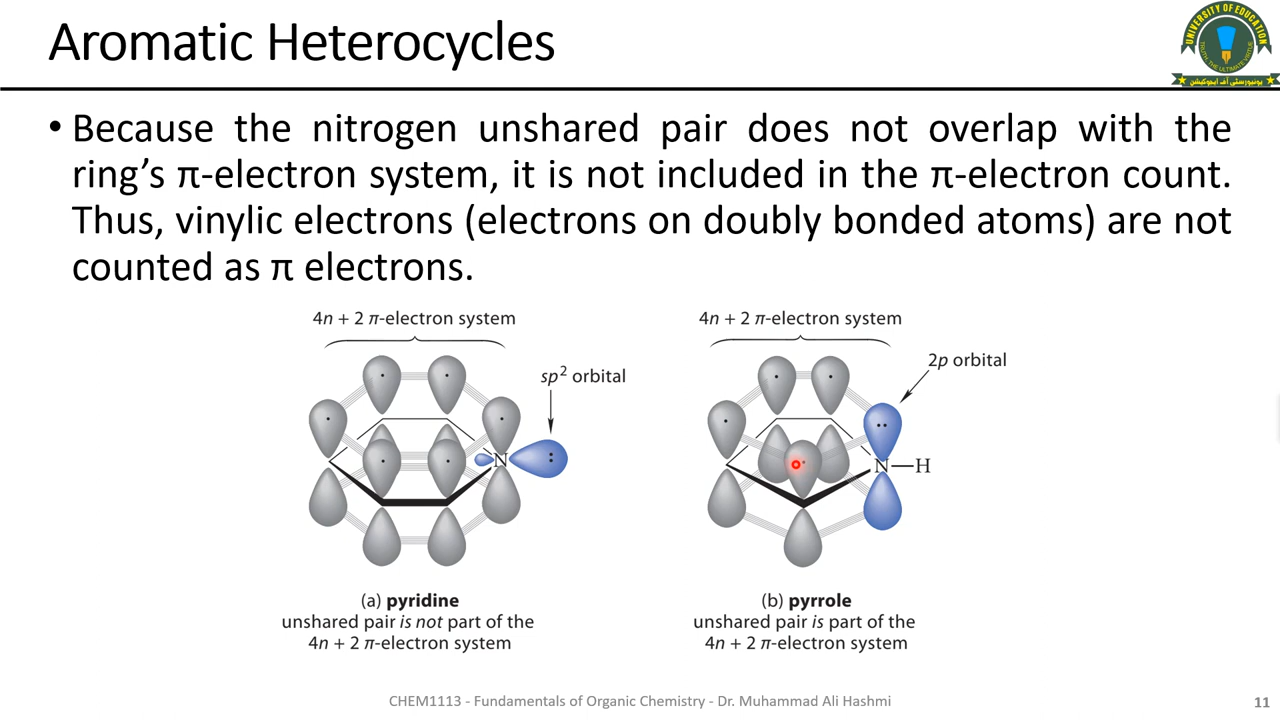 Aromatic Heterocycles
UNIVERSITY OF EDUCATION
• Because the nitrogen unshared pair does not overlap with the
ring’s π-electron system, it is not included in the π-electron count.
Thus, vinylic electrons (electrons on doubly bonded atoms) are not
counted as π electrons.
4n + 2 π-electron system
sp² orbital
N
(a) pyridine
unshared pair is not part of the
4n + 2 π-electron system
4n + 2 π-electron system
2p orbital
N—H
(b) pyrrole
unshared pair is part of the
4n + 2 π-electron system
CHEM1113 - Fundamentals of Organic Chemistry - Dr. Muhammad Ali Hashmi
11